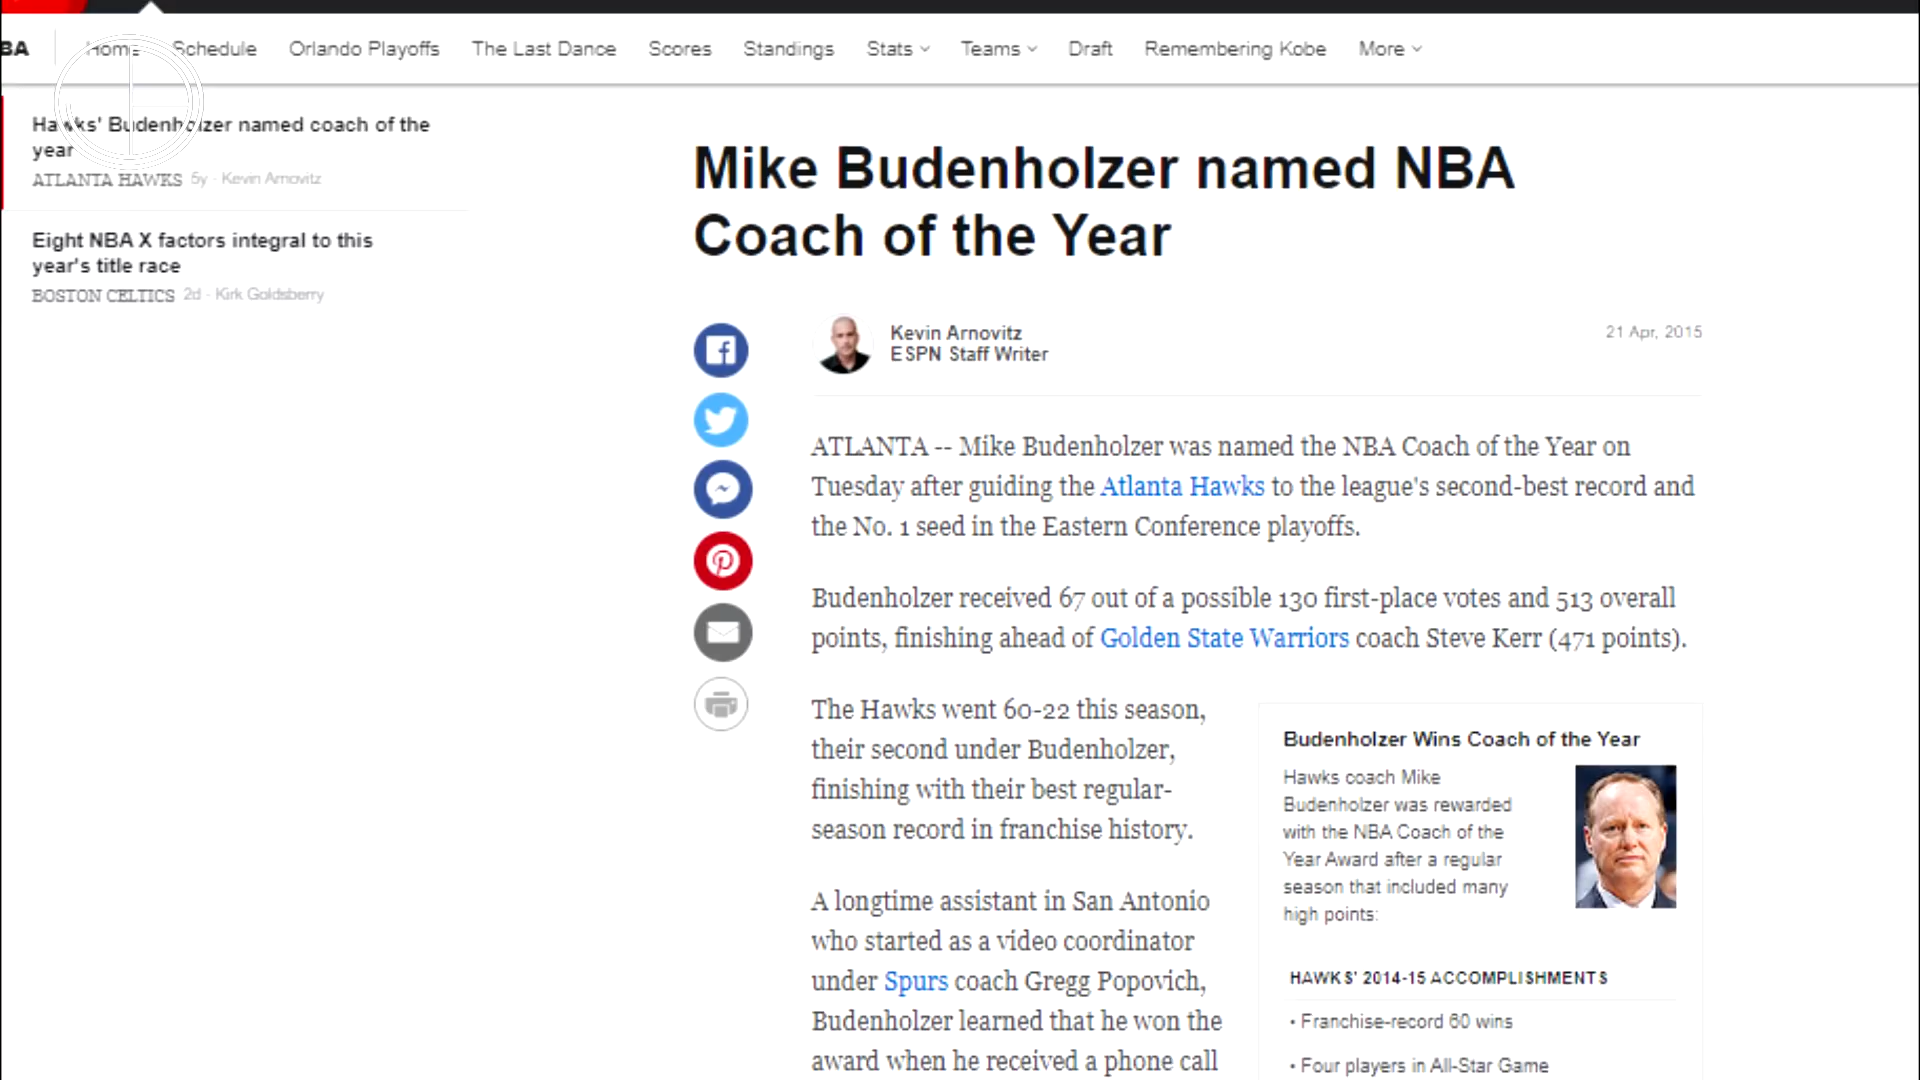 BA
Home Schedule Orlando Playoffs The Last Dance Scores Standings Stats Teams Draft Remembering Kobe More
Hawks' Budenholzer named coach of the
year
ATLANTA HAWKS 5y · Kevin Arnovitz
Eight NBA X factors integral to this
year's title race
BOSTON CELTICS 2d · Kirk Goldsberry
Mike Budenholzer named NBA
Coach of the Year
Kevin Arnovitz
ESPN Staff Writer
21 Apr, 2015
ATLANTA -- Mike Budenholzer was named the NBA Coach of the Year on
Tuesday after guiding the Atlanta Hawks to the league's second-best record and
the No. 1 seed in the Eastern Conference playoffs.
Budenholzer received 67 out of a possible 130 first-place votes and 513 overall
points, finishing ahead of Golden State Warriors coach Steve Kerr (471 points).
The Hawks went 60-22 this season,
their second under Budenholzer,
finishing with their best regular-
season record in franchise history.
A longtime assistant in San Antonio
who started as a video coordinator
under Spurs coach Gregg Popovich,
Budenholzer learned that he won the
award when he received a phone call
Budenholzer Wins Coach of the Year
Hawks coach Mike
Budenholzer was rewarded
with the NBA Coach of the
Year Award after a regular
season that included many
high points:
HAWKS' 2014-15 ACCOMPLISHMENTS
• Franchise-record 60 wins
• Four players in All-Star Game